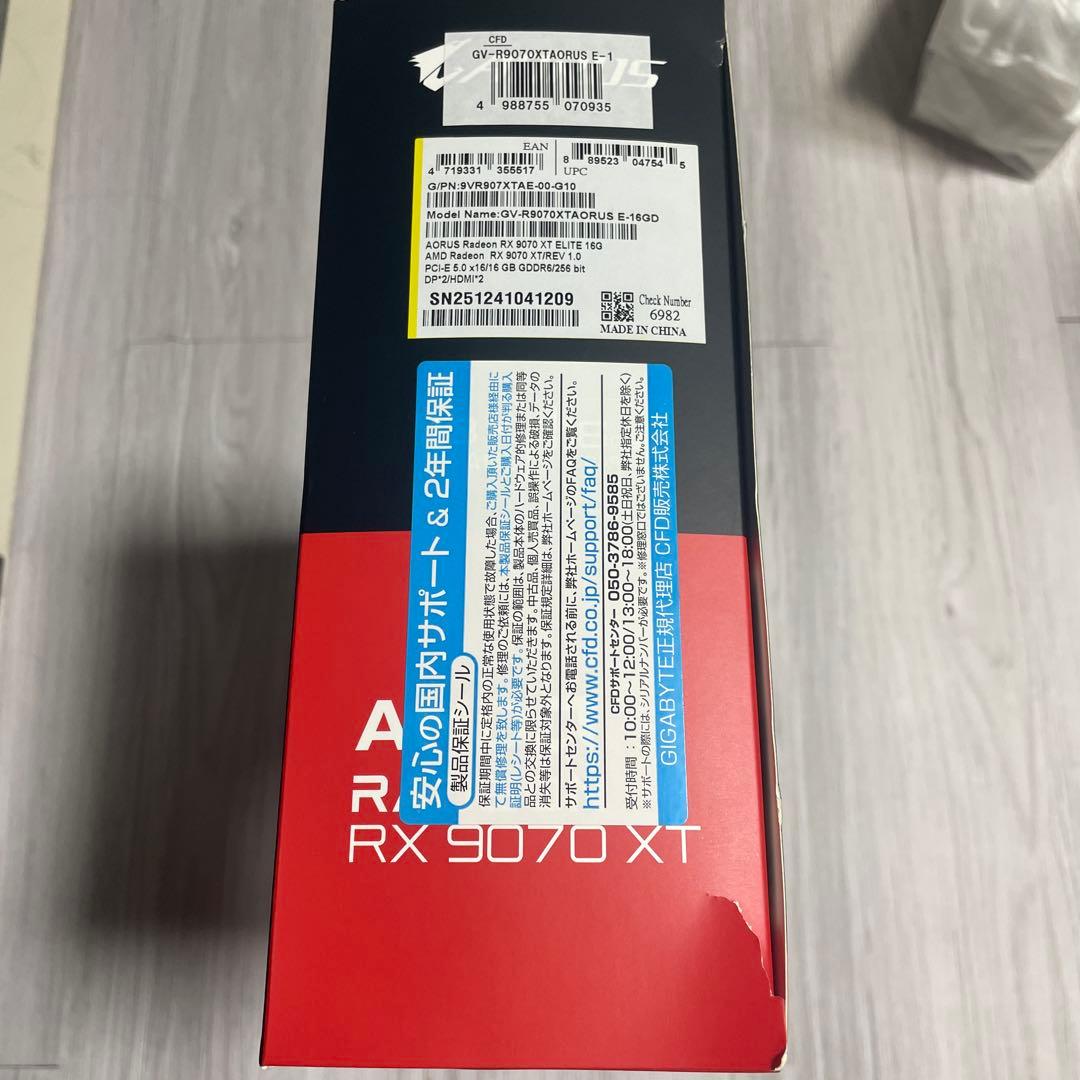 CFD
GV-R9070XTAORUS E-1
4 988755 070935
EAN
4 719331 355517
8 89523 04754 5
UPC
G/PN:9VR907XTAE-00-G10
Model Name:GV-R9070XTAORUS E-16GD
AORUS Radeon RX 9070 XT ELITE 16G
AMD Radeon RX 9070 XT/REV 1.0
PCI-E 5.0 x16/16 GB GDDR6/256 bit
DP*2/HDMI*2
SN251241041209
Check Number
6982
MADE IN CHINA
安心の国内サポート & 2年間保証
製品保証シール
保証期間中に定格内の正常な使用状態で故障した場合、ご購入頂いた販売店様経由に
て無償修理を致します。修理のご依頼には、本製品保証シールとご購入日付が判る購入
証明(レシート等)が必要です。保証の範囲は、製品本体のハードウェア的修理または同等
品との交換に限らせていただきます。中古品、個人売買品、誤操作による破損、データの
消失等は保証対象外となります。保証規定詳細は、弊社ホームページをご確認ください。
サポートセンターへお電話される前に、弊社ホームページのFAQをご覧ください。
https://www.cfd.co.jp/support/faq/
CFDサポートセンター 050-3786-9585
受付時間:10:00~12:00/13:00~18:00(土日祝日、弊社指定休日を除く)
※サポートの際には、シリアルナンバーが必要です。※修理窓口ではございません。ご注意ください。
GIGABYTE正規代理店 CFD販売株式会社
A
RA
RX 9070 XT